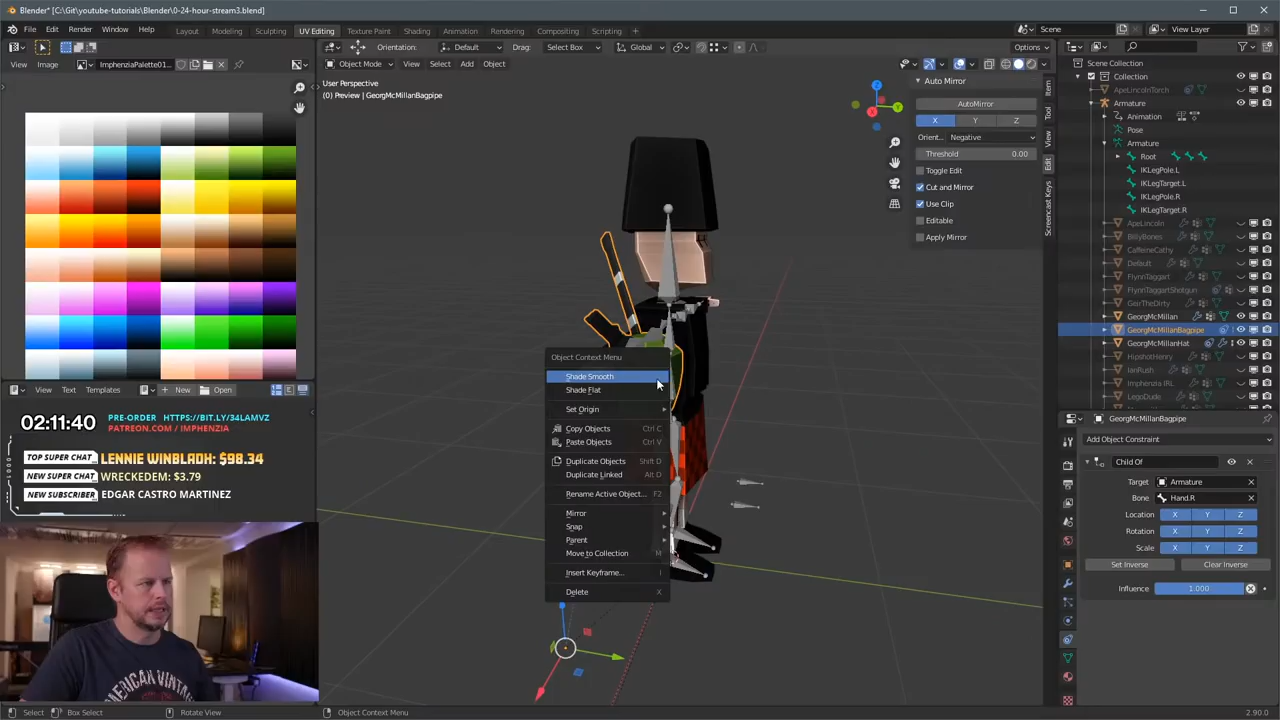 Blender* [C:\Git\youtube-tutorials\Blender\0-24-hour-stream3.blend]
File Edit Render Window Help
Layout Modeling Sculpting UV Editing Texture Paint Shading Animation Rendering Compositing Scripting
Scene View Layer
Orientation: Default Drag: Select Box Global Options
View Image ImphenziaPalette01...
Object Mode View Select Add Object
User Perspective
(0) Preview | GeorgMcMillanBagpipe
Auto Mirror
AutoMirror
X Y Z
Orient.. Negative
Threshold 0.00
Toggle Edit
Cut and Mirror
Use Clip
Editable
Apply Mirror
Item
Tool
View
Edit
Screencast Keys
Scene Collection
Collection
ApeLincolnTorch
Armature
Animation
Pose
Armature
Root
IKLegPole.L
IKLegTarget.L
IKLegPole.R
IKLegTarget.R
ApeLincoln
BillyBones
CaffeineCathy
Default
FlynnTaggart
FlynnTaggartShotgun
GeirTheDirty
GeorgMcMillan
GeorgMcMillanBagpipe
GeorgMcMillanHat
HipshotHenry
IanRush
Imphenzia IRL
LegoDude
Object Context Menu
Shade Smooth
Shade Flat
Set Origin
Copy Objects Ctrl C
Paste Objects Ctrl V
Duplicate Objects Shift D
Duplicate Linked Alt D
Rename Active Object... F2
Mirror
Snap
Parent
Move to Collection M
Insert Keyframe... I
Delete X
GeorgMcMillanBagpipe
Add Object Constraint
Child Of
Target Armature
Bone Hand.R
Location X Y Z
Rotation X Y Z
Scale X Y Z
Set Inverse Clear Inverse
Influence 1.000
View Text Templates New Open
02:11:40
PRE-ORDER HTTPS://BIT.LY/34LAMVZ
PATREON.COM/IMPHENZIA
TOP SUPER CHAT LENNIE WINBLADH: $98.34
NEW SUPER CHAT WRECKEDEM: $3.79
NEW SUBSCRIBER EDGAR CASTRO MARTINEZ
Select Box Select Rotate View Object Context Menu 2.90.0